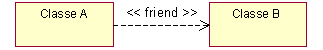 Classe A
<< friend >>
Classe B